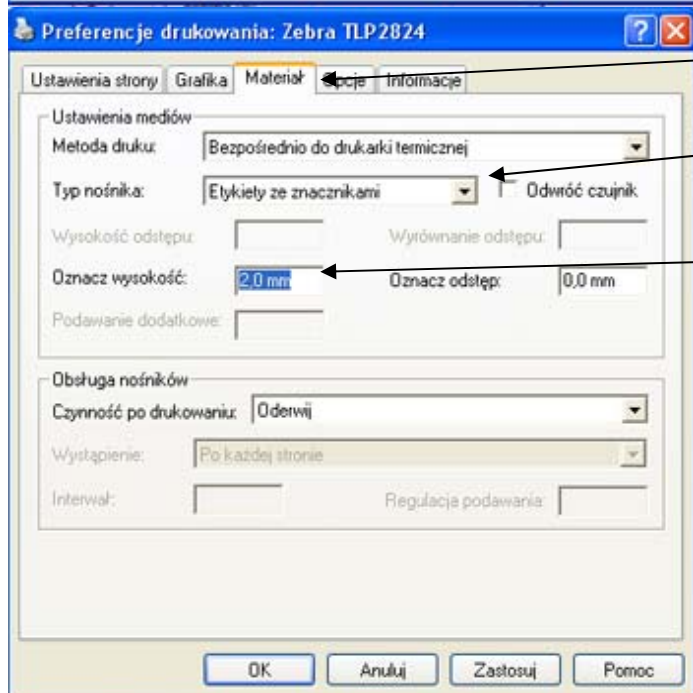 Preferencje drukowania: Zebra TLP2824
Ustawienia strony Grafika Materiał Opcje Informacje
Ustawienia mediów
Metoda druku: Bezpośrednio do drukarki termicznej
Typ nośnika: Etykiety ze znacznikami Odwróć czujnik
Wysokość odstępu: Wyrównanie odstępu:
Oznacz wysokość: 2,0 mm Oznacz odstęp: 0,0 mm
Podawanie dodatkowe:
Obsługa nośników
Czynność po drukowaniu: Oderwij
Wystąpienie: Po każdej stronie
Interwał: Regulacja podawania:
OK Anuluj Zastosuj Pomoc